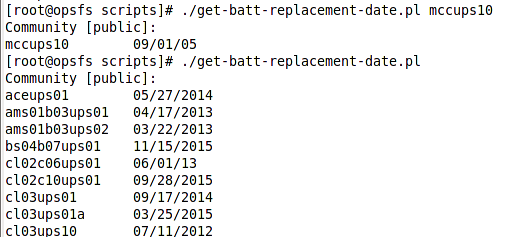 [root@opsfs scripts]# ./get-batt-replacement-date.pl mccups10
Community [public]:
mccups10        09/01/05
[root@opsfs scripts]# ./get-batt-replacement-date.pl
Community [public]:
aceups01        05/27/2014
ams01b03ups01   04/17/2013
ams01b03ups02   03/22/2013
bs04b07ups01    11/15/2015
cl02c06ups01    06/01/13
cl02c10ups01    09/28/2015
cl03ups01       09/17/2014
cl03ups01a      03/25/2015
cl03ups10       07/11/2012